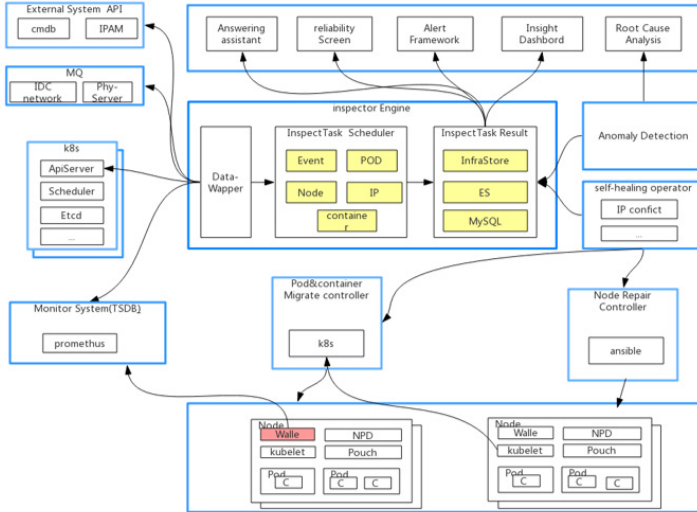 External System API
cmdb
IPAM
MQ
IDC
network
Phy-
Server
k8s
ApiServer
Scheduler
Etcd
...
Monitor System(TSDB)
promethus
Answering
assistant
reliability
Screen
Alert
Framework
Insight
Dashbord
Root Cause
Analysis
inspector Engine
Data-
Wapper
InspectTask Scheduler
Event
POD
Node
IP
containe
r
InspectTask Result
InfraStore
ES
MySQL
Anomaly Detection
self-healing operator
IP confict
...
Pod&container
Migrate controller
k8s
Node Repair
Controller
ansible
Node
Walle
NPD
kubelet
Pouch
Pod
C
Pod
C
C
Node
Walle
NPD
kubelet
Pouch
Pod
C
Pod
C
C